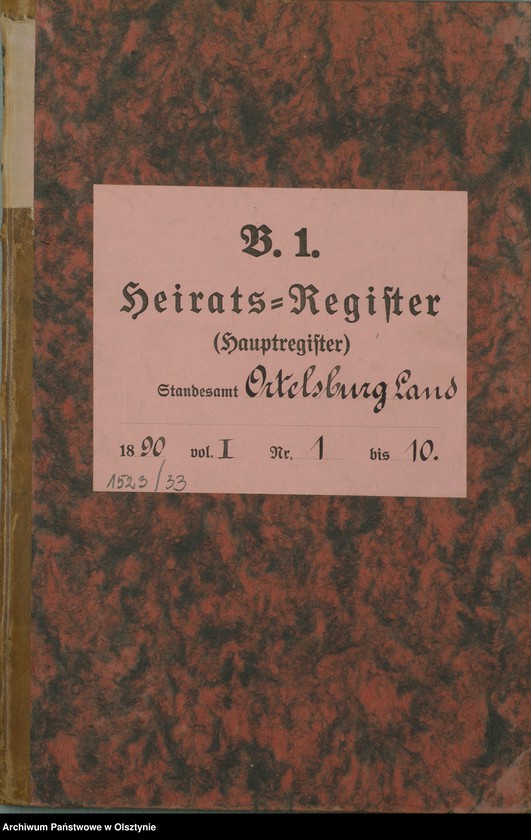 B. 1.
Heirats=Register
(Hauptregister)
Standesamt Ortelsburg Land
1890 vol. I Nr. 1 bis 10.
1523/33
Archiwum Państwowe w Olsztynie